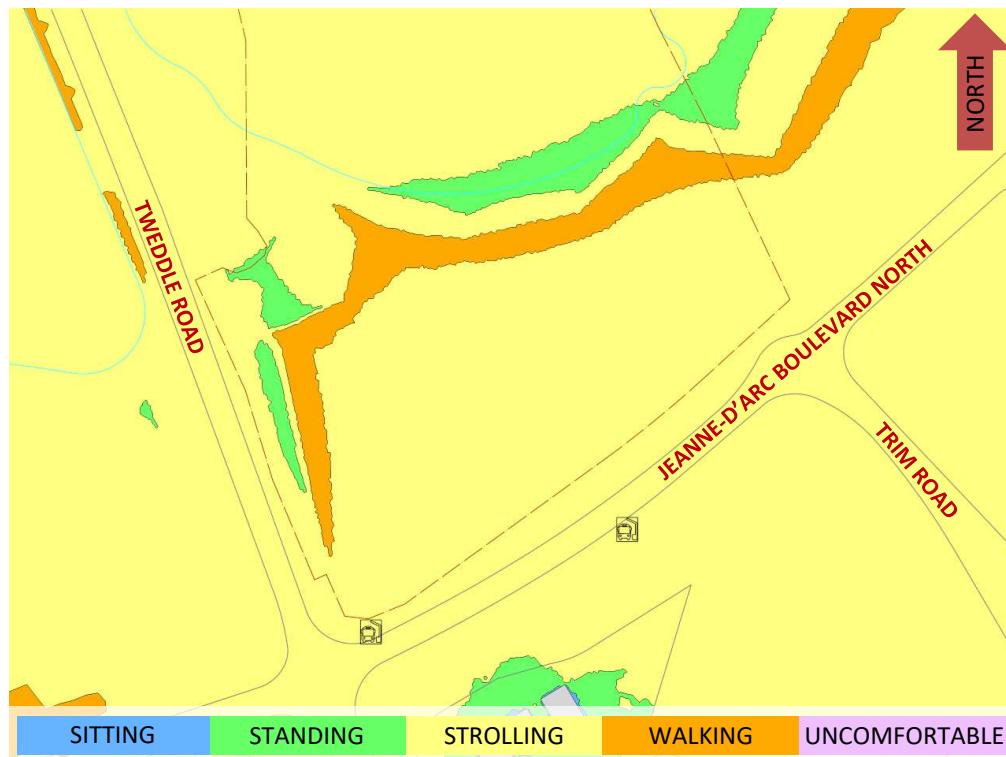 NORTH
TWEDDLE ROAD
JEANNE-D'ARC BOULEVARD NORTH
TRIM ROAD
SITTING STANDING STROLLING WALKING UNCOMFORTABLE